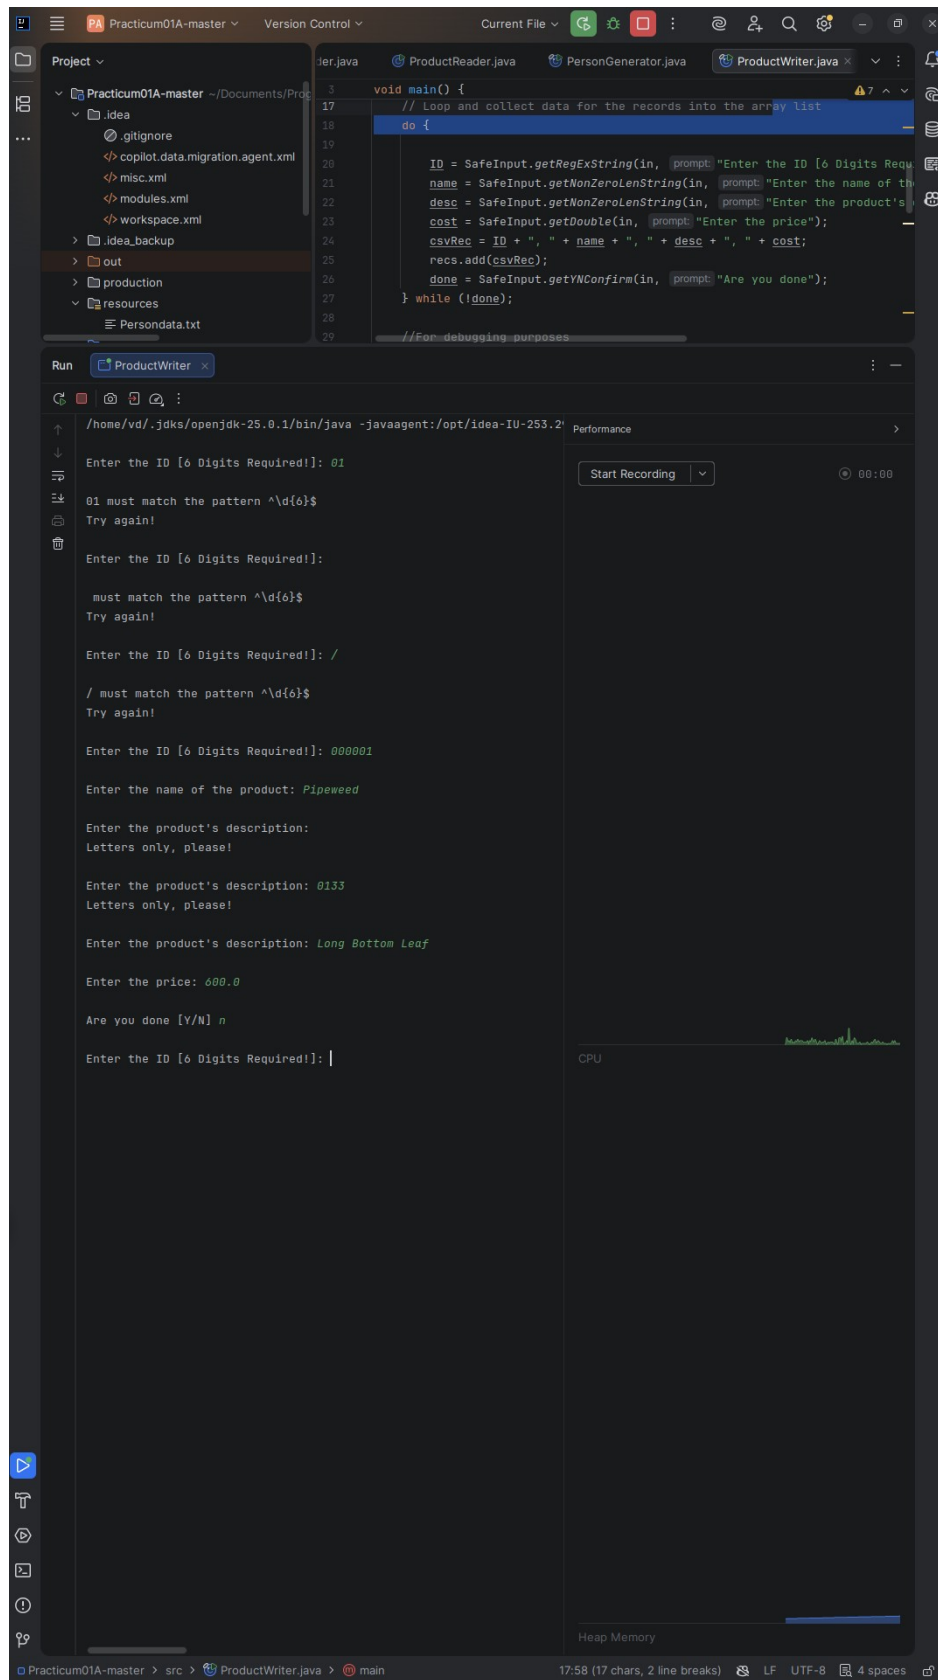 PA Practicum01A-master Version Control Current File
Project
Practicum01A-master ~/Documents/Prog
.idea
.gitignore
copilot.data.migration.agent.xml
misc.xml
modules.xml
workspace.xml
.idea_backup
out
production
resources
Persondata.txt
der.java ProductReader.java PersonGenerator.java ProductWriter.java
3 void main() { 7
17 // Loop and collect data for the records into the array list
18 do {
19
20 ID = SafeInput.getRegExString(in, prompt: "Enter the ID [6 Digits Requ
21 name = SafeInput.getNonZeroLenString(in, prompt: "Enter the name of th
22 desc = SafeInput.getNonZeroLenString(in, prompt: "Enter the product's
23 cost = SafeInput.getDouble(in, prompt: "Enter the price");
24 csvRec = ID + ", " + name + ", " + desc + ", " + cost;
25 recs.add(csvRec);
26 done = SafeInput.getYNConfirm(in, prompt: "Are you done");
27 } while (!done);
28
29 //For debugging purposes
Run ProductWriter
/home/vd/.jdks/openjdk-25.0.1/bin/java -javaagent:/opt/idea-IU-253.2
Enter the ID [6 Digits Required!]: 01
01 must match the pattern ^\d{6}$
Try again!
Enter the ID [6 Digits Required!]:
must match the pattern ^\d{6}$
Try again!
Enter the ID [6 Digits Required!]: /
/ must match the pattern ^\d{6}$
Try again!
Enter the ID [6 Digits Required!]: 000001
Enter the name of the product: Pipeweed
Enter the product's description:
Letters only, please!
Enter the product's description: 0133
Letters only, please!
Enter the product's description: Long Bottom Leaf
Enter the price: 600.0
Are you done [Y/N] n
Enter the ID [6 Digits Required!]:
Performance
Start Recording 00:00
CPU
Heap Memory
Practicum01A-master > src > ProductWriter.java > main 17:58 (17 chars, 2 line breaks) LF UTF-8 4 spaces